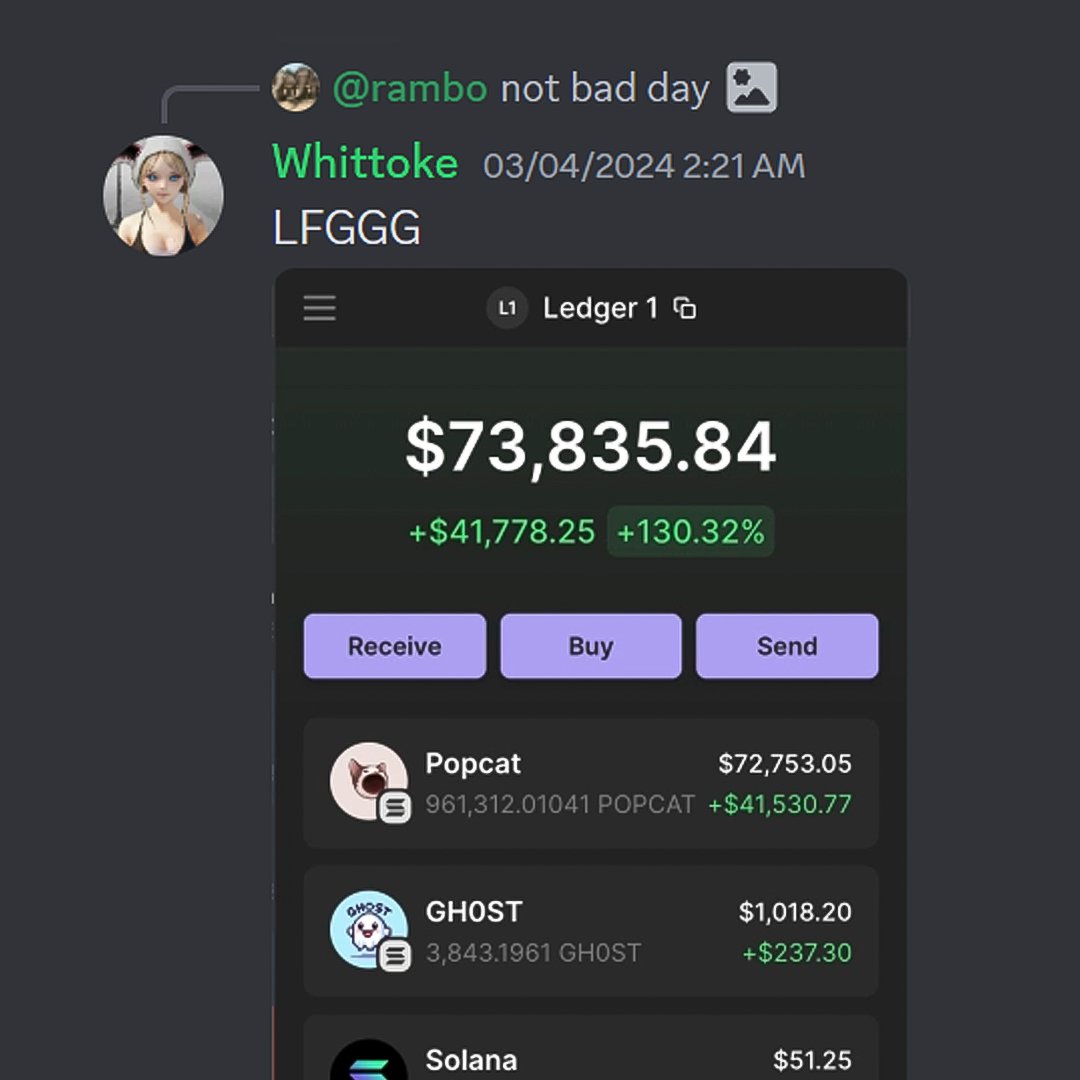 @rambo not bad day
Whittoke 03/04/2024 2:21 AM
LFGGG
L1 Ledger 1
$73,835.84
+$41,778.25 +130.32%
Receive Buy Send
Popcat $72,753.05
961,312.01041 POPCAT +$41,530.77
GHOST
GH0ST $1,018.20
3,843.1961 GH0ST +$237.30
Solana $51.25